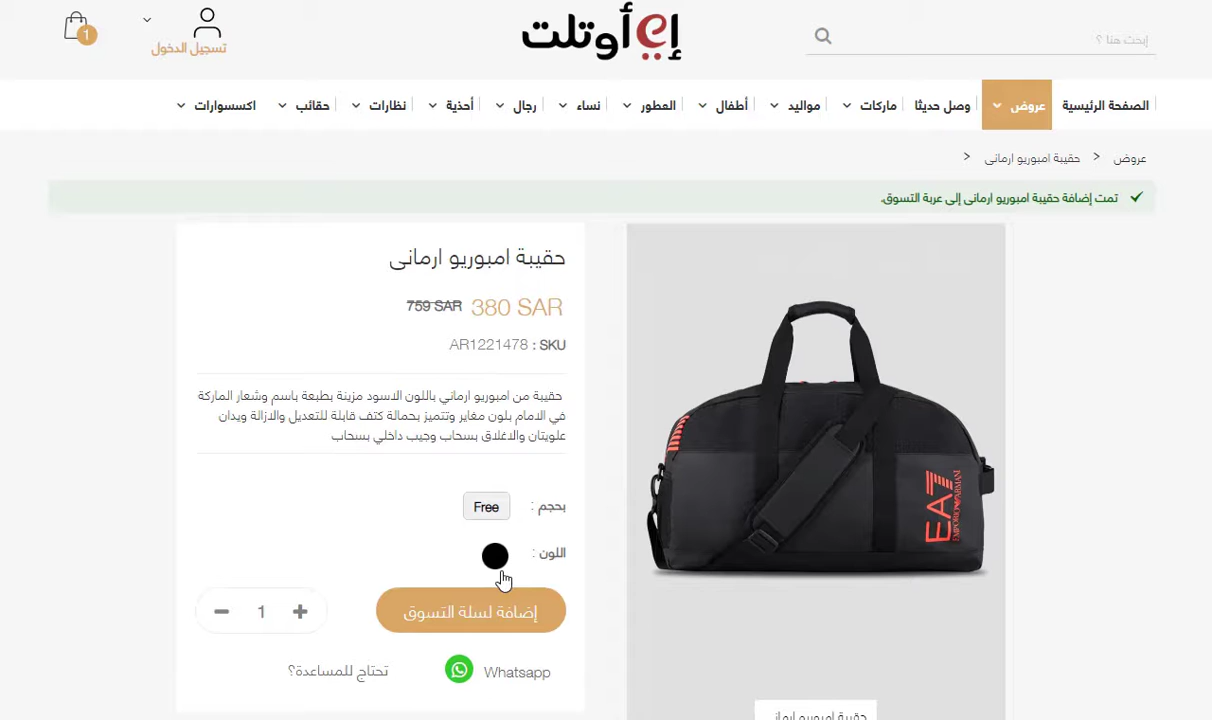 إي أوتلت
إبحث هنا ؟
تسجيل الدخول
1
الصفحة الرئيسية
عروض
وصل حديثا
ماركات
مواليد
أطفال
العطور
نساء
رجال
أحذية
نظارات
حقائب
اكسسوارات
عروض > حقيبة امبوريو ارمانى >
تمت إضافة حقيبة امبوريو ارمانى إلى عربة التسوق.
حقيبة امبوريو ارمانى
380 SAR 759 SAR
SKU : AR1221478
حقيبة من امبوريو ارماني باللون الاسود مزينة بطبعة باسم وشعار الماركة
في الامام بلون مغاير وتتميز بحمالة كتف قابلة للتعديل والازالة ويدان
علويتان والاغلاق بسحاب وجيب داخلي بسحاب
بحجم : Free
اللون :
إضافة لسلة التسوق
+ 1 −
Whatsapp
تحتاج للمساعدة؟
EA7
EMPORIO ARMANI
حقيبة امبوريو ارمانى